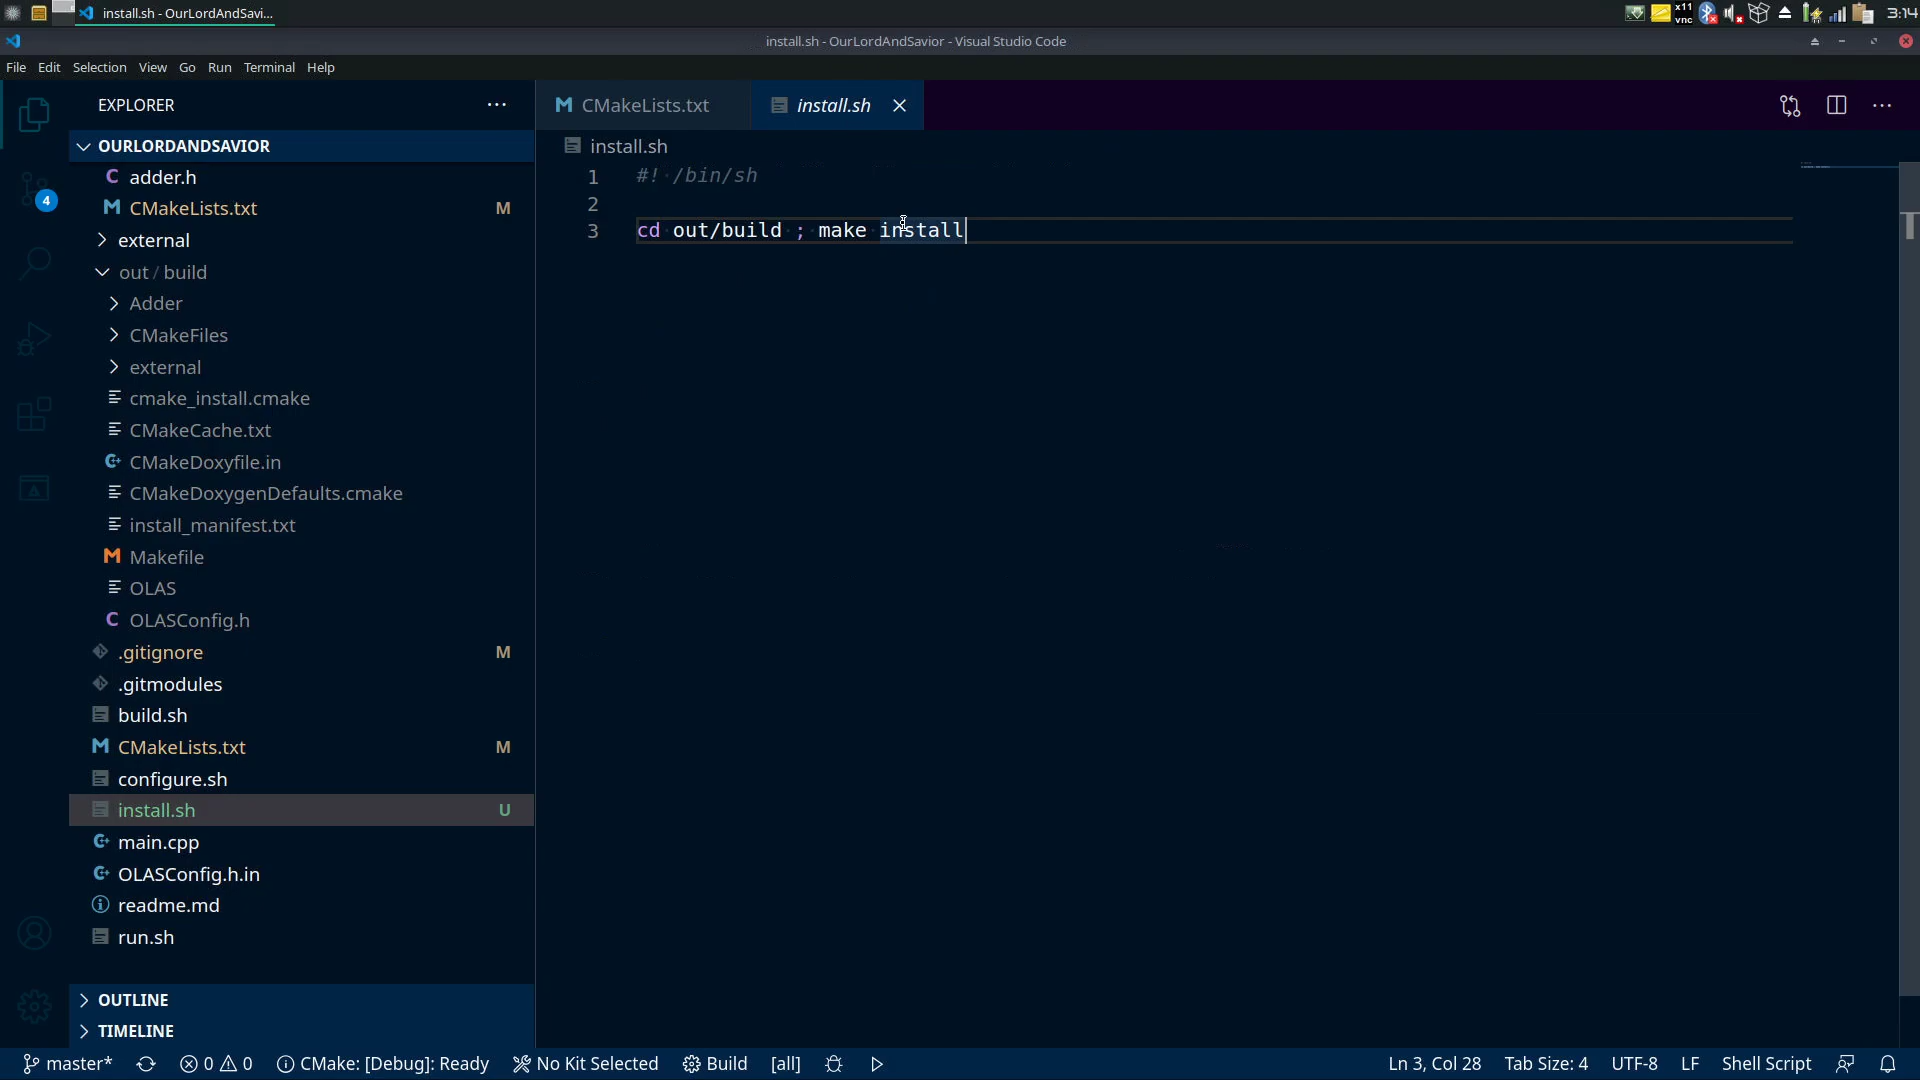 install.sh - OurLordAndSavi...
x11
vnc
3:14
install.sh - OurLordAndSavior - Visual Studio Code
File Edit Selection View Go Run Terminal Help
EXPLORER
CMakeLists.txt
install.sh
OURLORDANDSAVIOR
install.sh
adder.h
1 #! /bin/sh
4
CMakeLists.txt M
2
external
3 cd out/build ; make install
out / build
Adder
CMakeFiles
external
cmake_install.cmake
CMakeCache.txt
CMakeDoxyfile.in
CMakeDoxygenDefaults.cmake
install_manifest.txt
Makefile
OLAS
OLASConfig.h
.gitignore M
.gitmodules
build.sh
CMakeLists.txt M
configure.sh
install.sh U
main.cpp
OLASConfig.h.in
readme.md
run.sh
OUTLINE
TIMELINE
master* 0 0 CMake: [Debug]: Ready No Kit Selected Build [all] Ln 3, Col 28 Tab Size: 4 UTF-8 LF Shell Script